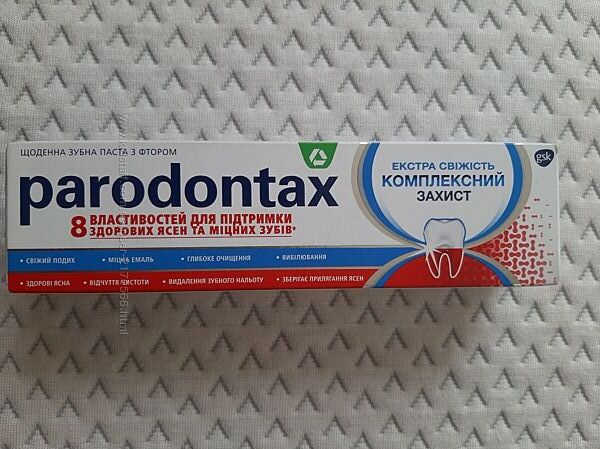 ЩОДЕННА ЗУБНА ПАСТА З ФТОРОМ
parodontax
8 ВЛАСТИВОСТЕЙ ДЛЯ ПІДТРИМКИ
ЗДОРОВИХ ЯСЕН ТА МІЦНИХ ЗУБІВ*
• СВІЖИЙ ПОДИХ • МІЦНА ЕМАЛЬ • ГЛИБОКЕ ОЧИЩЕННЯ • ВИБІЛЮВАННЯ
• ЗДОРОВІ ЯСНА • ВІДЧУТТЯ ЧИСТОТИ • ВИДАЛЕННЯ ЗУБНОГО НАЛЬОТУ • ЗБЕРІГАЄ ПРИЛЯГАННЯ ЯСЕН
ЕКСТРА СВІЖІСТЬ
КОМПЛЕКСНИЙ
ЗАХИСТ
gsk